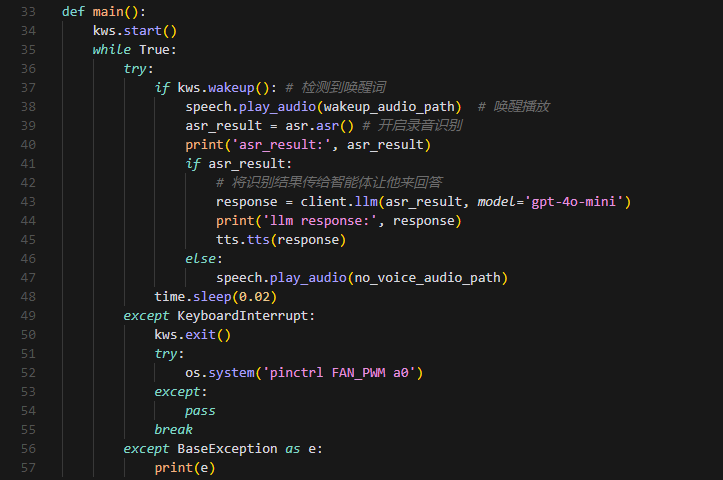 33 def main():
34     kws.start()
35     while True:
36         try:
37             if kws.wakeup(): # 检测到唤醒词
38                 speech.play_audio(wakeup_audio_path)  # 唤醒播放
39                 asr_result = asr.asr() # 开启录音识别
40                 print('asr_result:', asr_result)
41                 if asr_result:
42                     # 将识别结果传给智能体让他来回答
43                     response = client.llm(asr_result, model='gpt-4o-mini')
44                     print('llm response:', response)
45                     tts.tts(response)
46                 else:
47                     speech.play_audio(no_voice_audio_path)
48             time.sleep(0.02)
49         except KeyboardInterrupt:
50             kws.exit()
51             try:
52                 os.system('pinctrl FAN_PWM a0')
53             except:
54                 pass
55             break
56         except BaseException as e:
57             print(e)